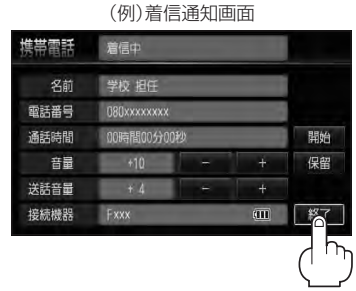 (例)着信通知画面
携帯電話 着信中
名前 学校 担任
電話番号 080xxxxxxxx
通話時間 00時間00分00秒 開始
音量 +10 − + 保留
送話音量 + 4 − +
接続機器 Fxxx 終了